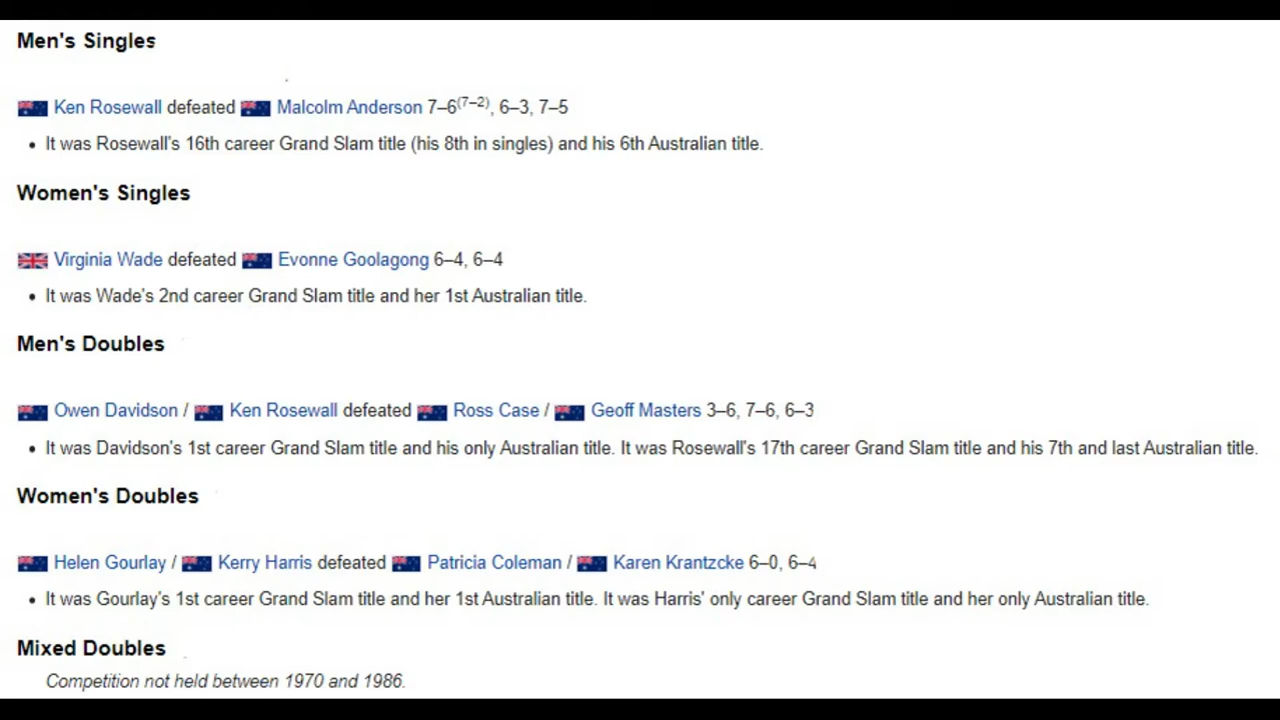 Men's Singles
Ken Rosewall defeated Malcolm Anderson 7–6(7–2), 6–3, 7–5
• It was Rosewall's 16th career Grand Slam title (his 8th in singles) and his 6th Australian title.
Women's Singles
Virginia Wade defeated Evonne Goolagong 6–4, 6–4
• It was Wade's 2nd career Grand Slam title and her 1st Australian title.
Men's Doubles
Owen Davidson / Ken Rosewall defeated Ross Case / Geoff Masters 3–6, 7–6, 6–3
• It was Davidson's 1st career Grand Slam title and his only Australian title. It was Rosewall's 17th career Grand Slam title and his 7th and last Australian title.
Women's Doubles
Helen Gourlay / Kerry Harris defeated Patricia Coleman / Karen Krantzcke 6–0, 6–4
• It was Gourlay's 1st career Grand Slam title and her 1st Australian title. It was Harris' only career Grand Slam title and her only Australian title.
Mixed Doubles
Competition not held between 1970 and 1986.